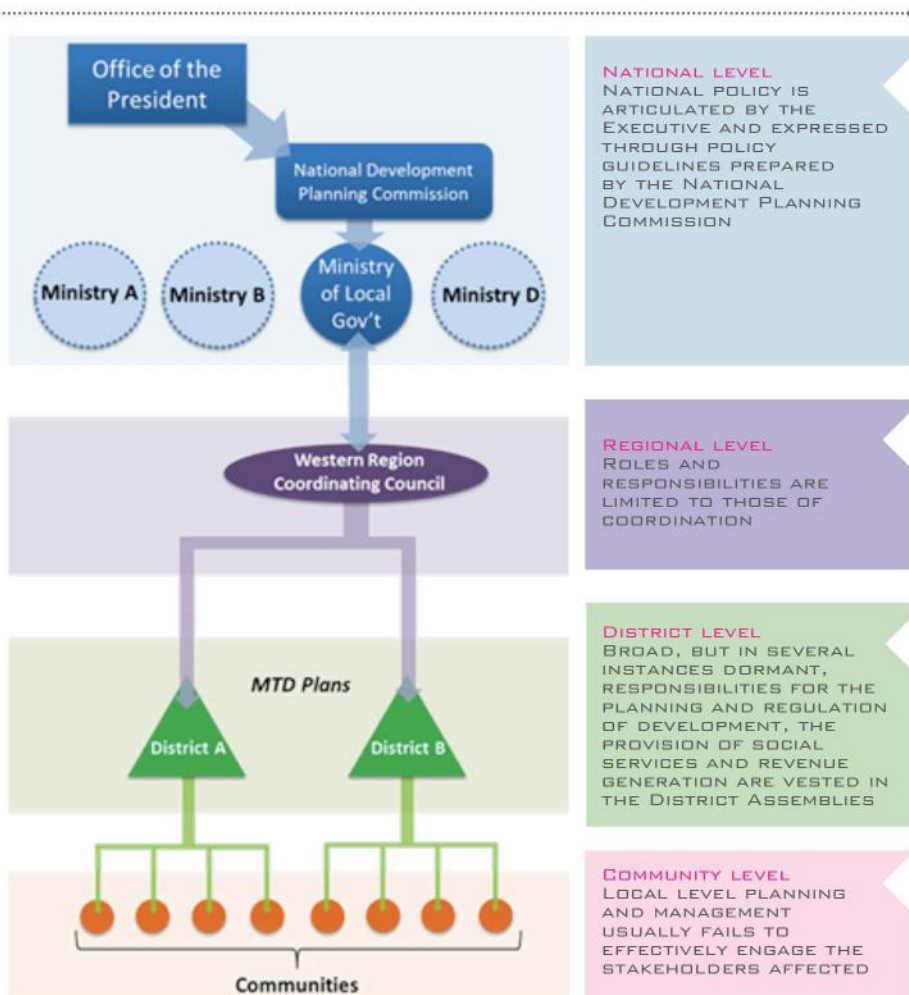 Office of the
President
National Development
Planning Commission
Ministry A
Ministry B
Ministry
of Local
Gov't
Ministry D
NATIONAL LEVEL
NATIONAL POLICY IS
ARTICULATED BY THE
EXECUTIVE AND EXPRESSED
THROUGH POLICY
GUIDELINES PREPARED
BY THE NATIONAL
DEVELOPMENT PLANNING
COMMISSION
Western Region
Coordinating Council
REGIONAL LEVEL
ROLES AND
RESPONSIBILITIES ARE
LIMITED TO THOSE OF
COORDINATION
MTD Plans
District A
District B
DISTRICT LEVEL
BROAD, BUT IN SEVERAL
INSTANCES DORMANT,
RESPONSIBILITIES FOR THE
PLANNING AND REGULATION
OF DEVELOPMENT, THE
PROVISION OF SOCIAL
SERVICES AND REVENUE
GENERATION ARE VESTED IN
THE DISTRICT ASSEMBLIES
Communities
COMMUNITY LEVEL
LOCAL LEVEL PLANNING
AND MANAGEMENT
USUALLY FAILS TO
EFFECTIVELY ENGAGE THE
STAKEHOLDERS AFFECTED